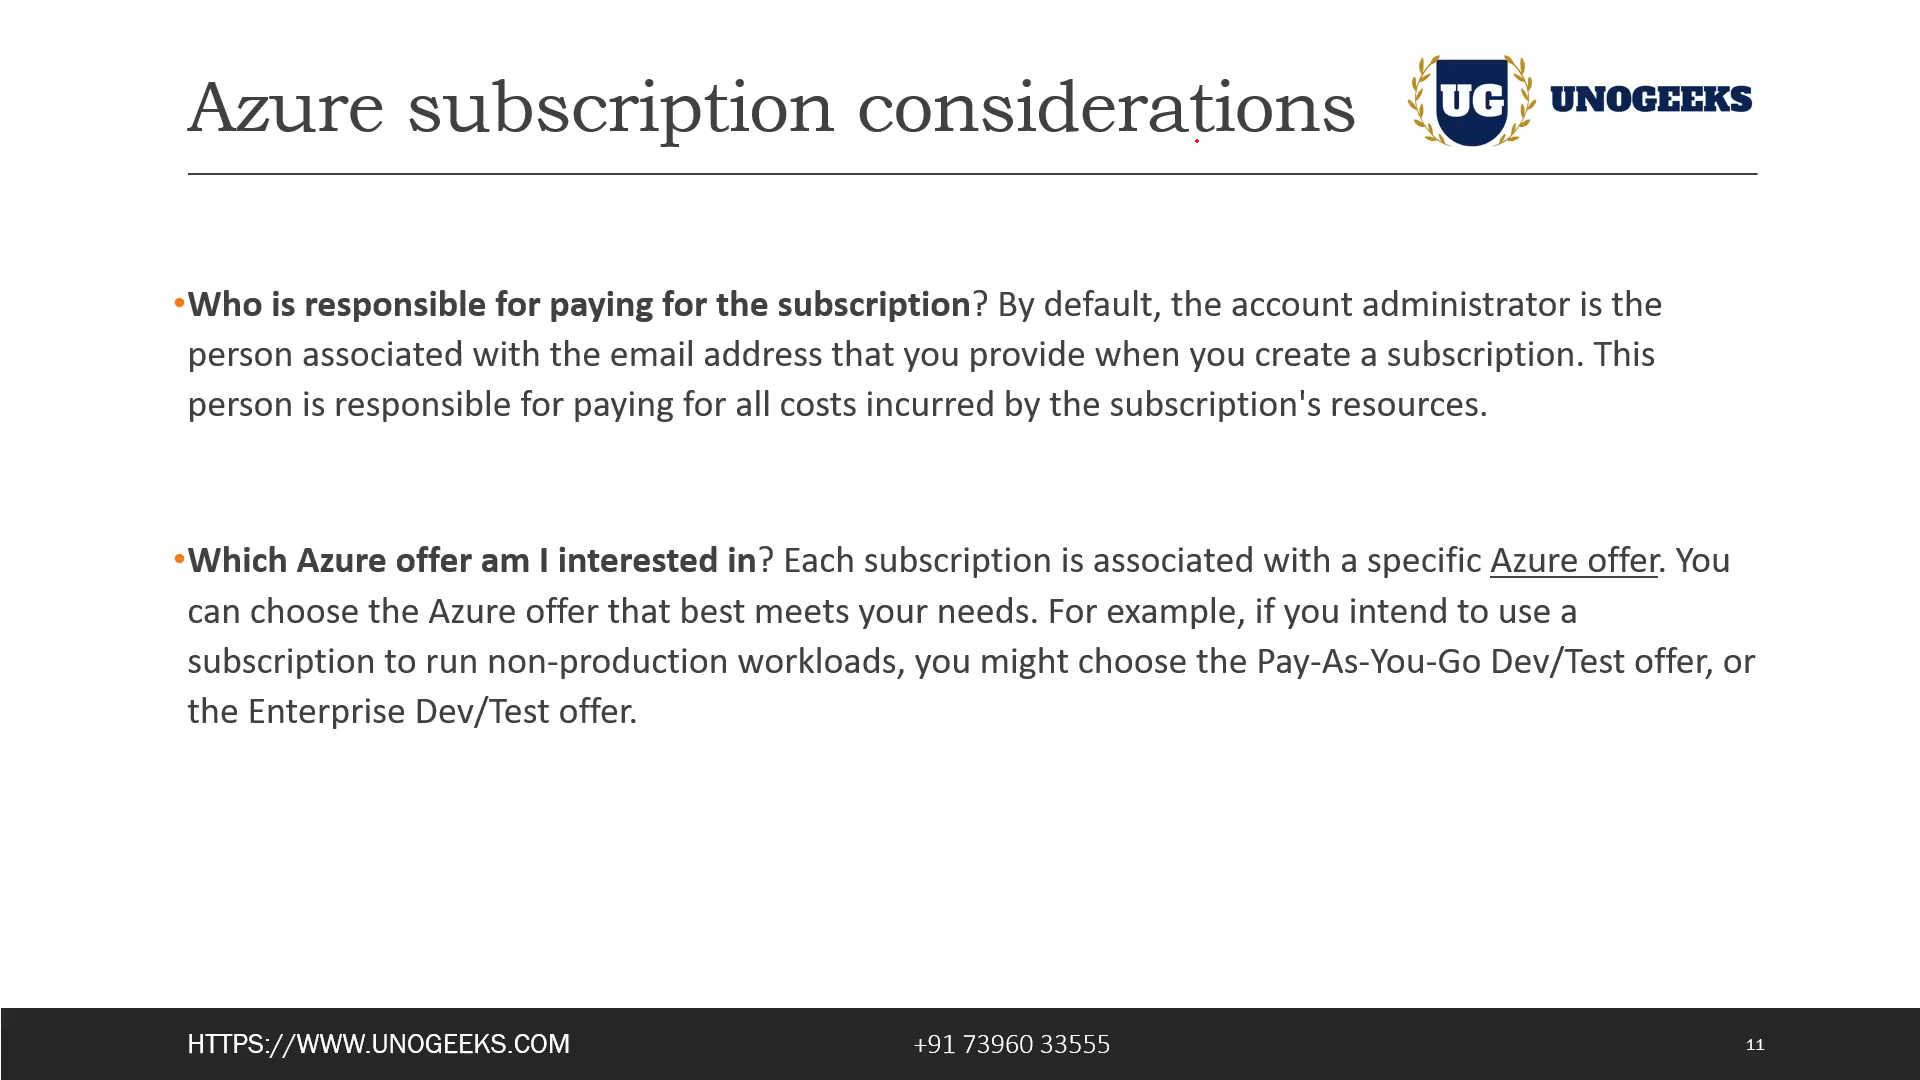 Azure subscription considerations
UG UNOGEEKS
•Who is responsible for paying for the subscription? By default, the account administrator is the
person associated with the email address that you provide when you create a subscription. This
person is responsible for paying for all costs incurred by the subscription's resources.
•Which Azure offer am I interested in? Each subscription is associated with a specific Azure offer. You
can choose the Azure offer that best meets your needs. For example, if you intend to use a
subscription to run non-production workloads, you might choose the Pay-As-You-Go Dev/Test offer, or
the Enterprise Dev/Test offer.
HTTPS://WWW.UNOGEEKS.COM +91 73960 33555 11